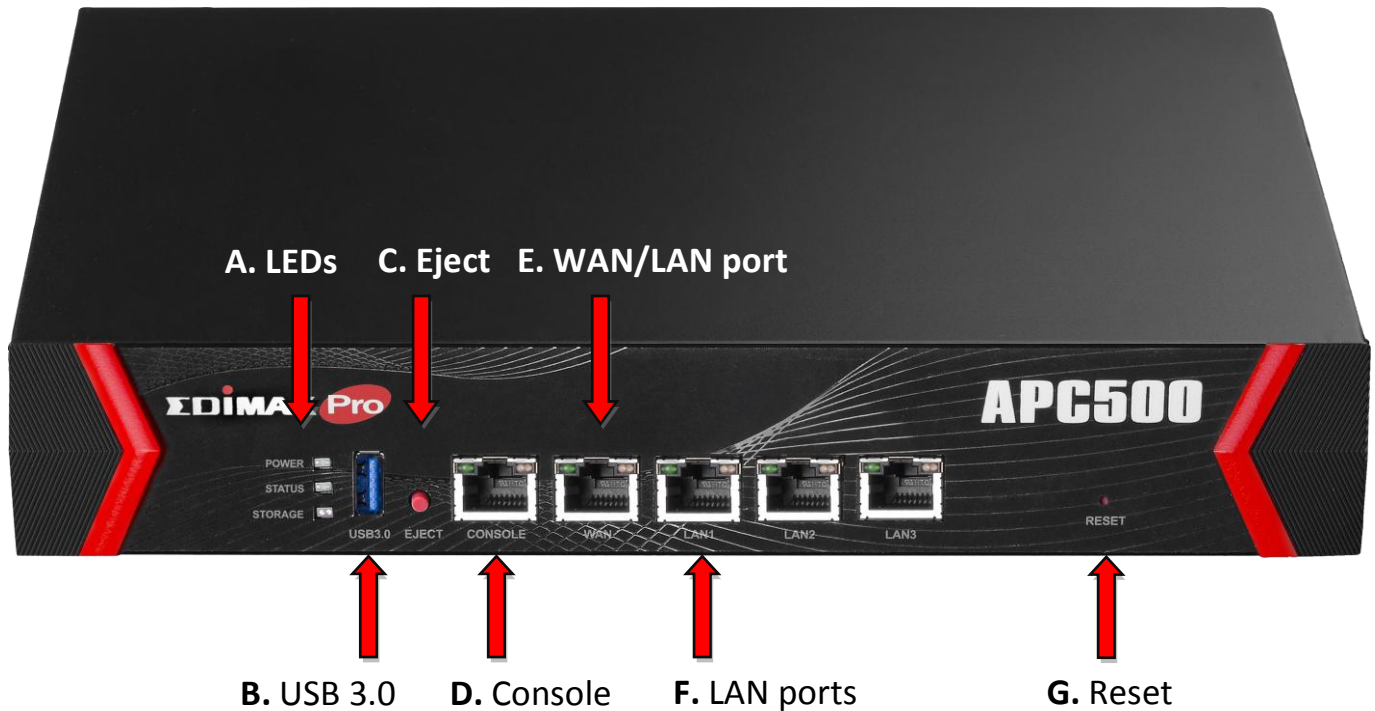 A. LEDs C. Eject E. WAN/LAN port
EDIMAX Pro
APC500
POWER
STATUS
STORAGE
USB3.0 EJECT CONSOLE WAN LAN1 LAN2 LAN3
RESET
B. USB 3.0 D. Console F. LAN ports G. Reset